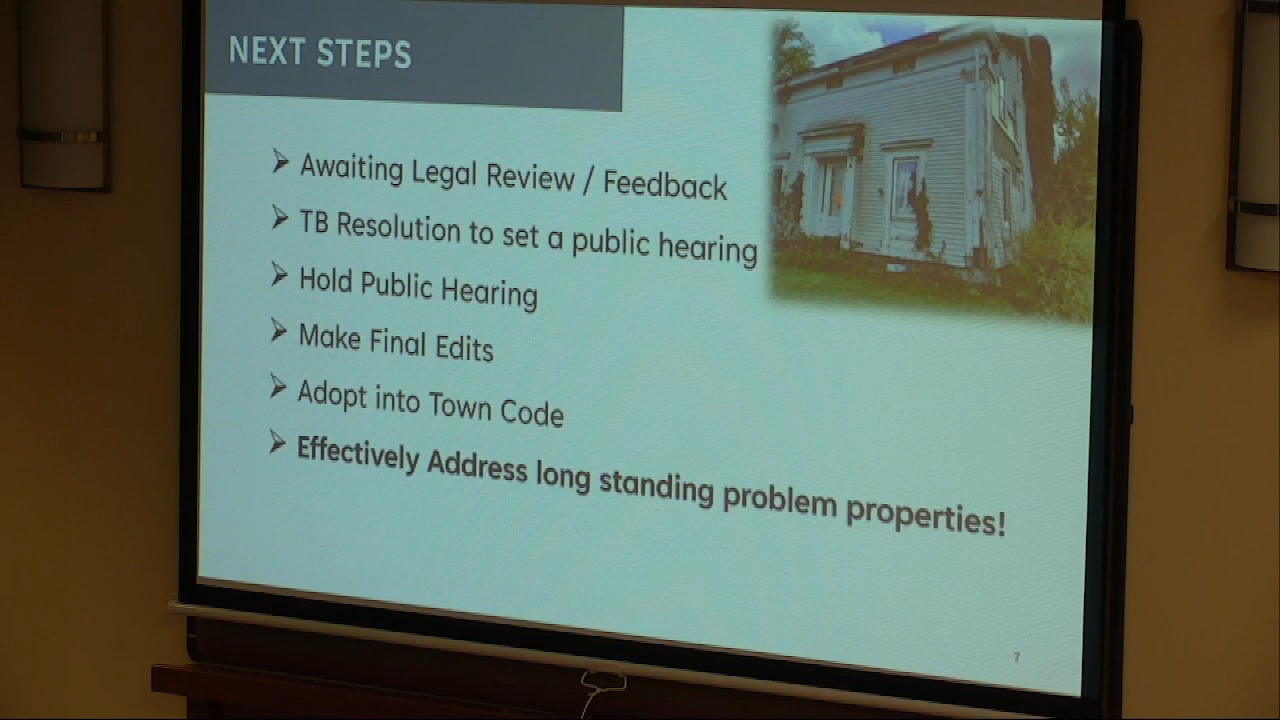 NEXT STEPS
Awaiting Legal Review / Feedback
TB Resolution to set a public hearing
Hold Public Hearing
Make Final Edits
Adopt into Town Code
Effectively Address long standing problem properties!
7